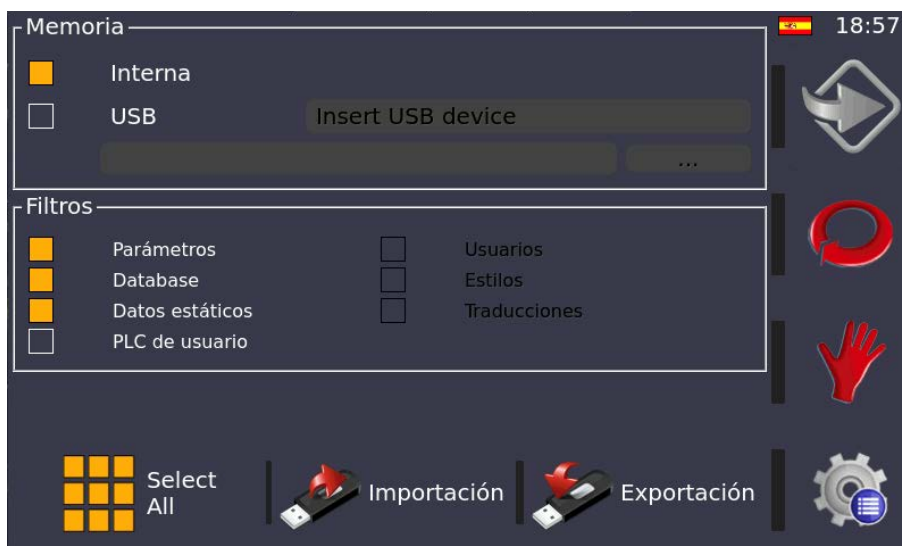 Memoria
18:57
Interna
USB
Insert USB device
...
Filtros
Parámetros
Usuarios
Database
Estilos
Datos estáticos
Traducciones
PLC de usuario
Select
All
Importación
Exportación